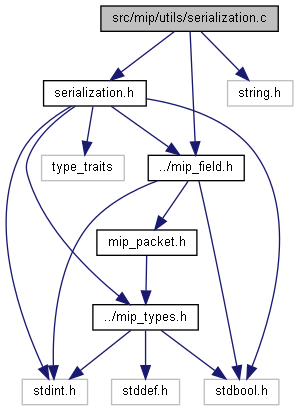 src/mip/utils/serialization.c
serialization.h
string.h
type_traits
../mip_field.h
mip_packet.h
../mip_types.h
stdint.h
stddef.h
stdbool.h